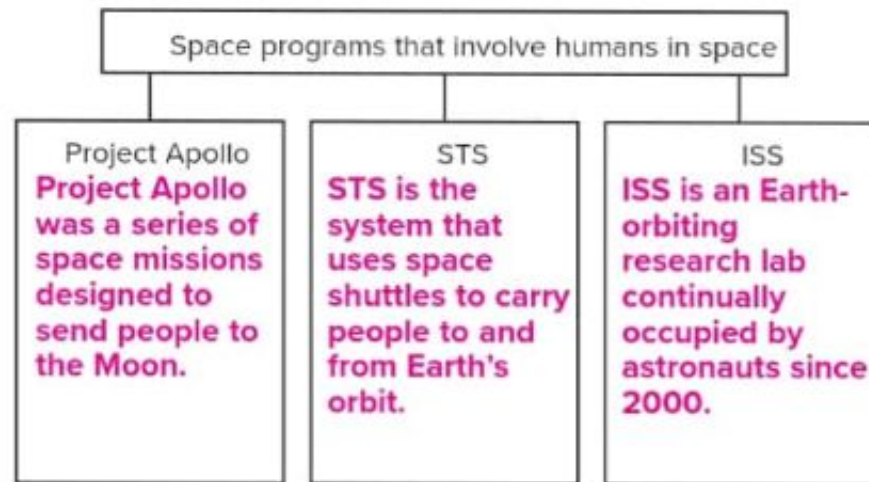 Space programs that involve humans in space
Project Apollo
Project Apollo
was a series of
space missions
designed to
send people to
the Moon.
STS
STS is the
system that
uses space
shuttles to carry
people to and
from Earth's
orbit.
ISS
ISS is an Earth-
orbiting
research lab
continually
occupied by
astronauts since
2000.